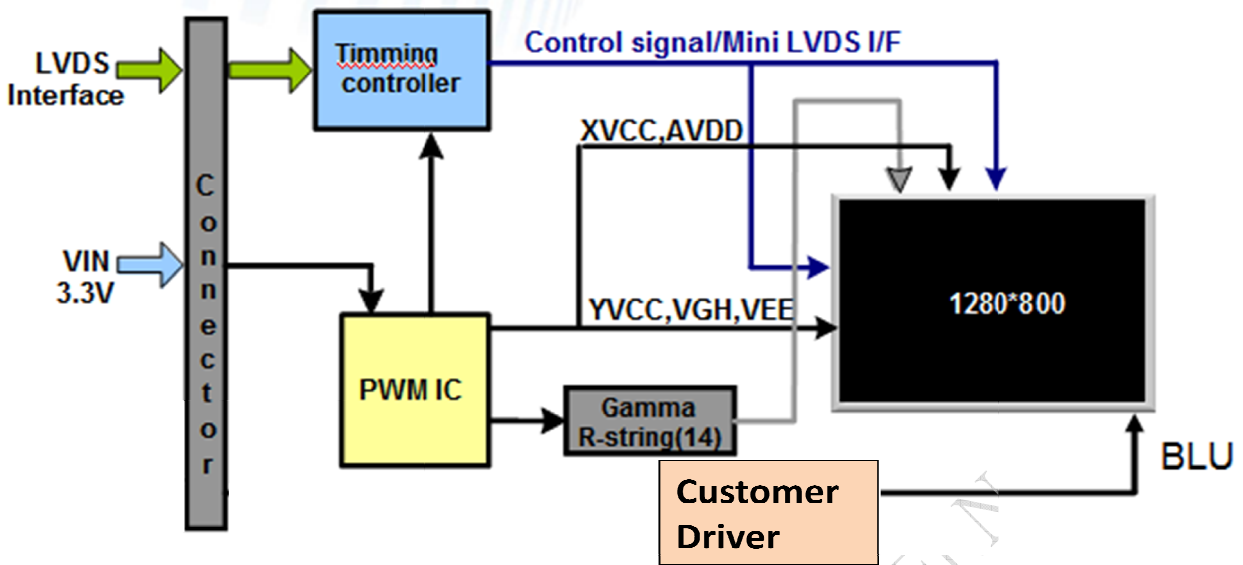 LVDS
Interface
Connector
Timming
controller
Control signal/Mini LVDS I/F
XVCC,AVDD
VIN
3.3V
YVCC,VGH,VEE
1280*800
PWM IC
Gamma
R-string(14)
BLU
Customer
Driver